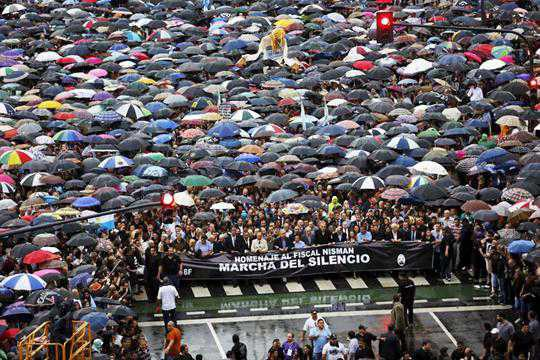 HOMENAJE AL FISCAL NISMAN
MARCHA DEL SILENCIO